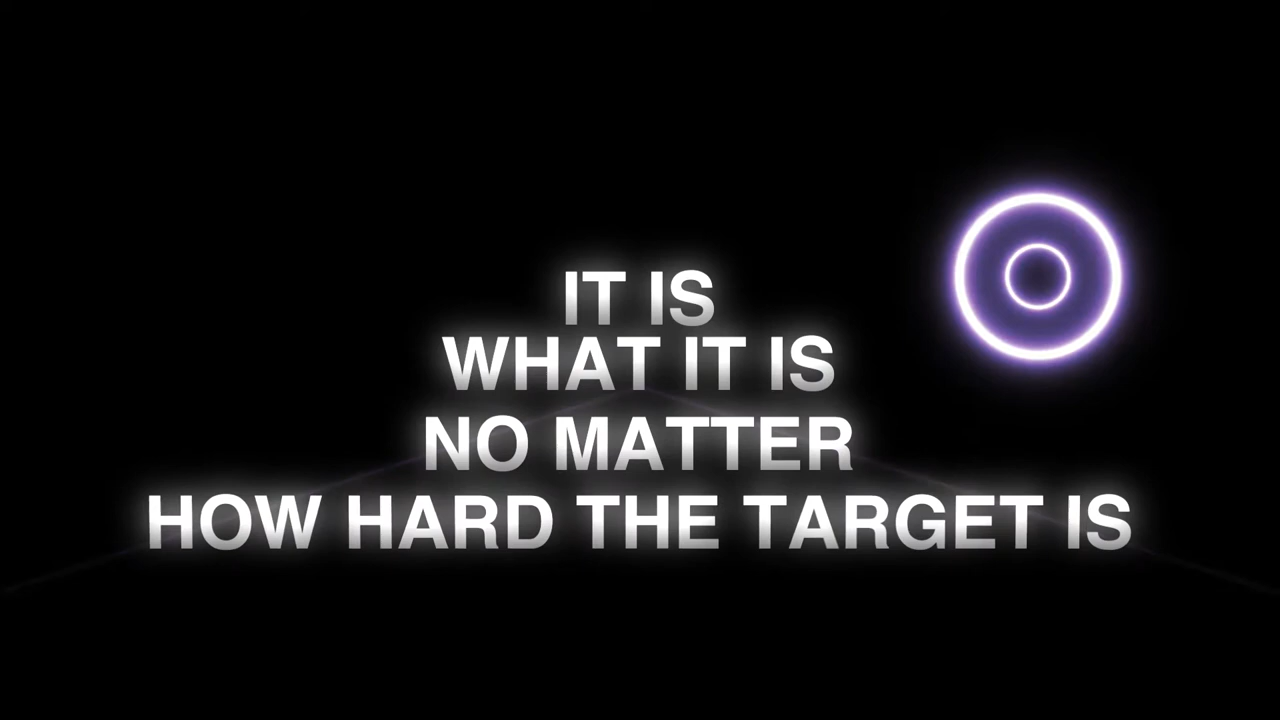 IT IS
WHAT IT IS
NO MATTER
HOW HARD THE TARGET IS